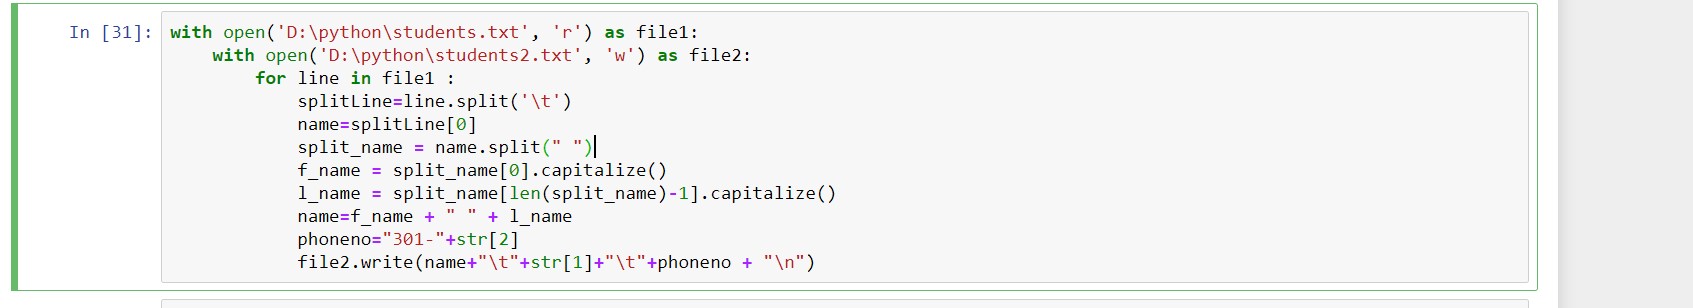 In [31]: with open('D:\python\students.txt', 'r') as file1:
    with open('D:\python\students2.txt', 'w') as file2:
        for line in file1 :
            splitLine=line.split('\t')
            name=splitLine[0]
            split_name = name.split(" ")
            f_name = split_name[0].capitalize()
            l_name = split_name[len(split_name)-1].capitalize()
            name=f_name + " " + l_name
            phoneno="301-"+str[2]
            file2.write(name+"\t"+str[1]+"\t"+phoneno + "\n")